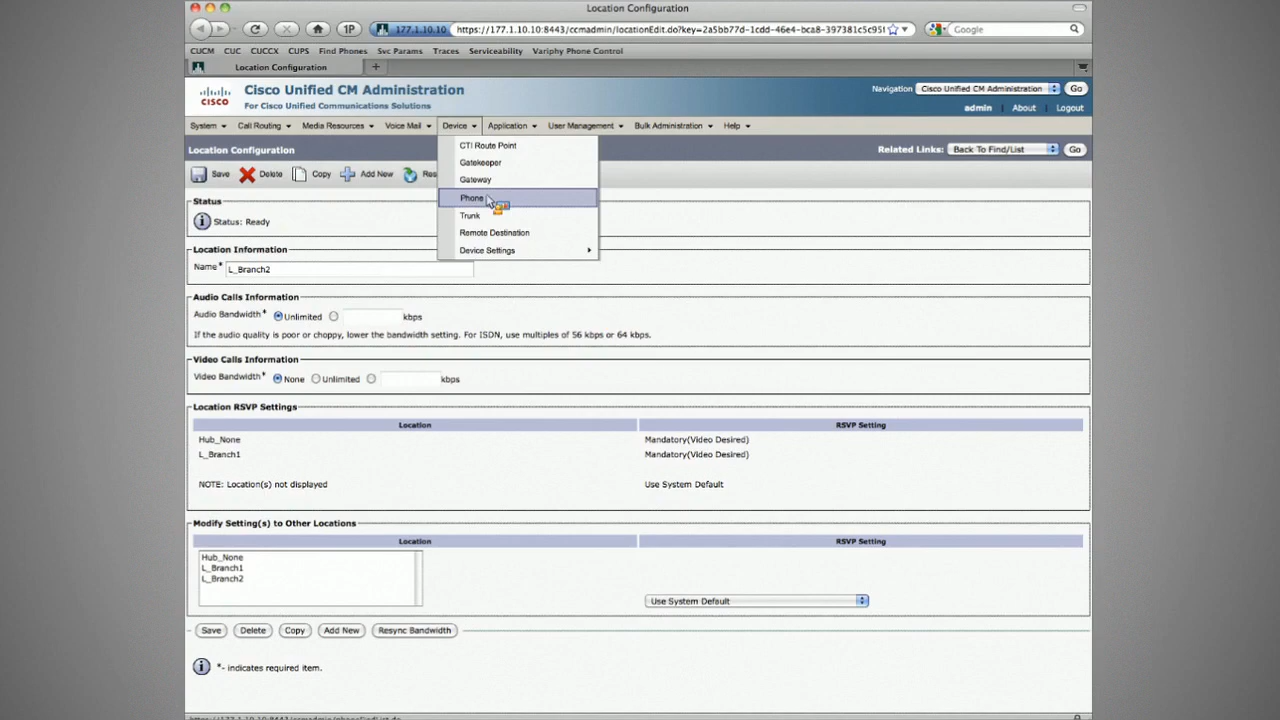 Location Configuration
1P
177.1.10.10
https://177.1.10.10:8443/ccmadmin/locationEdit.do?key=2a5bb77d-1cdd-46e4-bca8-397381c5c95!
Google
CUCM CUC CUCCX CUPS Find Phones Svc Params Traces Serviceability Variphy Phone Control
Location Configuration +
CISCO
Cisco Unified CM Administration
For Cisco Unified Communications Solutions
Navigation Cisco Unified CM Administration Go
admin | About | Logout
System Call Routing Media Resources Voice Mail Device Application User Management Bulk Administration Help
Location Configuration
Related Links: Back To Find/List Go
Save Delete Copy Add New Res
CTI Route Point
Gatekeeper
Gateway
Phone
Trunk
Remote Destination
Device Settings
Status
Status: Ready
Location Information
Name* L_Branch2
Audio Calls Information
Audio Bandwidth* Unlimited kbps
If the audio quality is poor or choppy, lower the bandwidth setting. For ISDN, use multiples of 56 kbps or 64 kbps.
Video Calls Information
Video Bandwidth* None Unlimited kbps
Location RSVP Settings
Location RSVP Setting
Hub_None Mandatory(Video Desired)
L_Branch1 Mandatory(Video Desired)
NOTE: Location(s) not displayed Use System Default
Modify Setting(s) to Other Locations
Location RSVP Setting
Hub_None
L_Branch1
L_Branch2
Use System Default
Save Delete Copy Add New Resync Bandwidth
*- indicates required item.